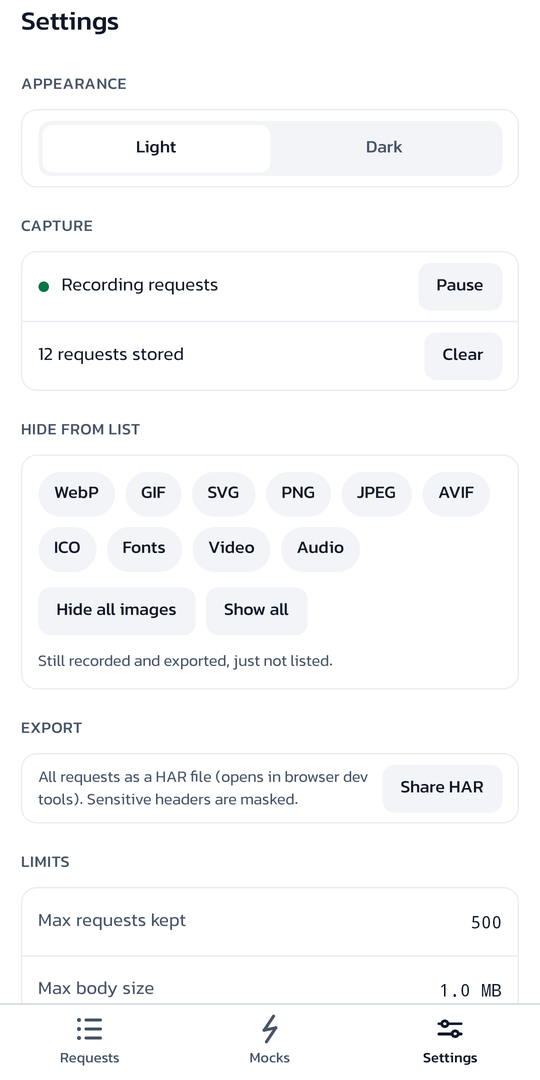 Settings
APPEARANCE
Light Dark
CAPTURE
Recording requests Pause
12 requests stored Clear
HIDE FROM LIST
WebP GIF SVG PNG JPEG AVIF
ICO Fonts Video Audio
Hide all images Show all
Still recorded and exported, just not listed.
EXPORT
All requests as a HAR file (opens in browser dev
tools). Sensitive headers are masked.
Share HAR
LIMITS
Max requests kept 500
Max body size 1.0 MB
Requests Mocks Settings